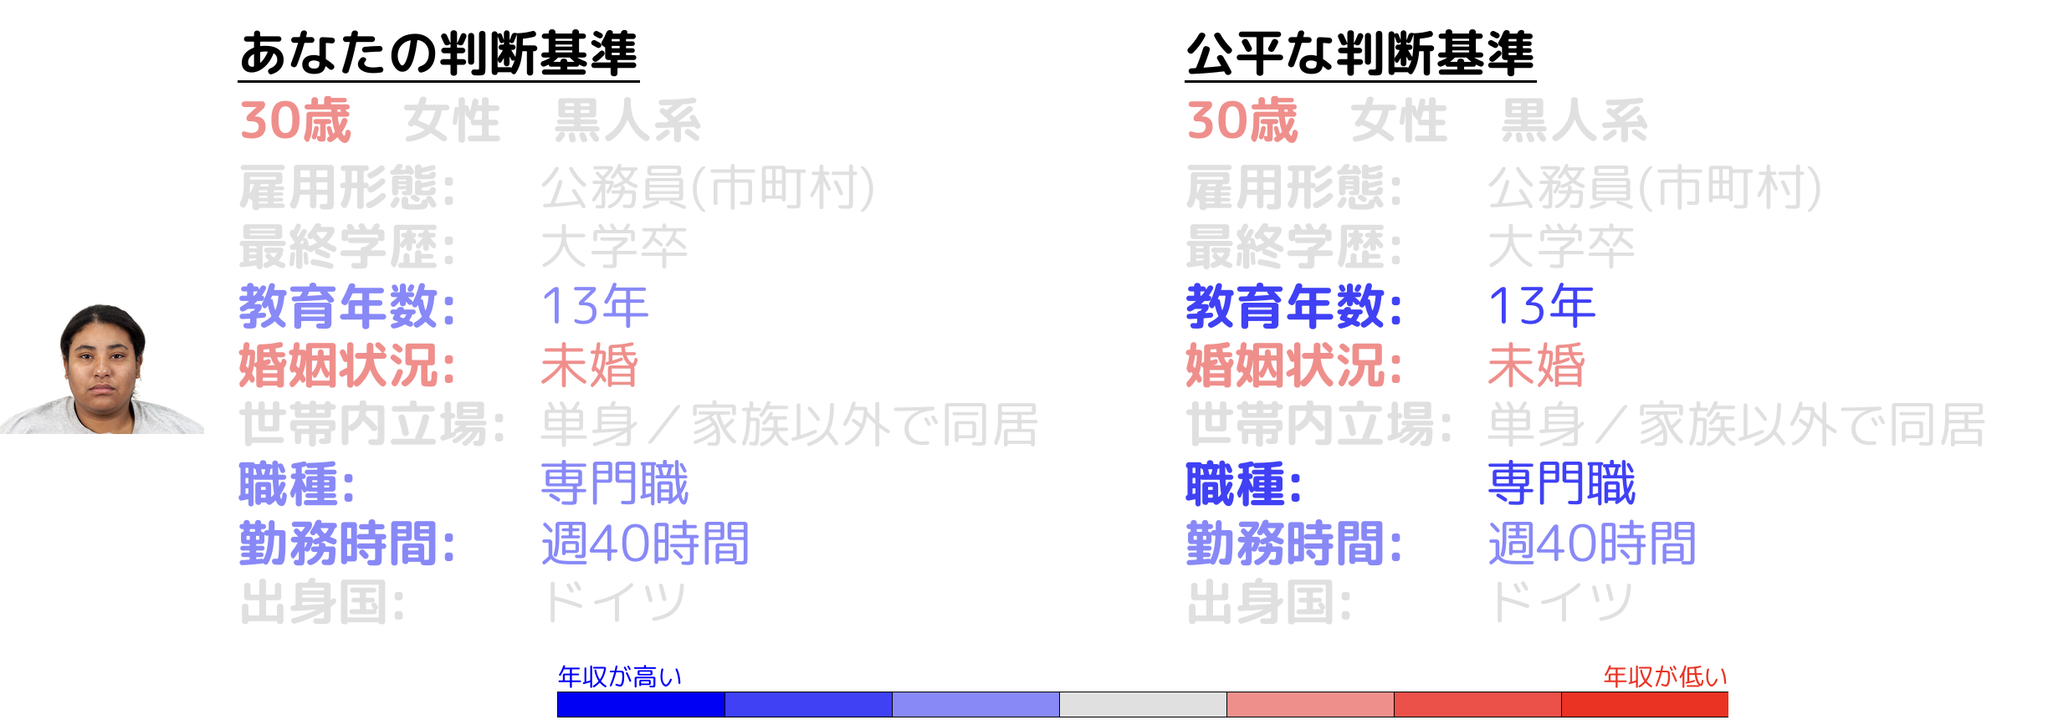 あなたの判断基準
30歳 女性 黒人系
雇用形態: 公務員(市町村)
最終学歴: 大学卒
教育年数: 13年
婚姻状況: 未婚
世帯内立場: 単身／家族以外で同居
職種: 専門職
勤務時間: 週40時間
出身国: ドイツ
公平な判断基準
30歳 女性 黒人系
雇用形態: 公務員(市町村)
最終学歴: 大学卒
教育年数: 13年
婚姻状況: 未婚
世帯内立場: 単身／家族以外で同居
職種: 専門職
勤務時間: 週40時間
出身国: ドイツ
年収が高い
年収が低い